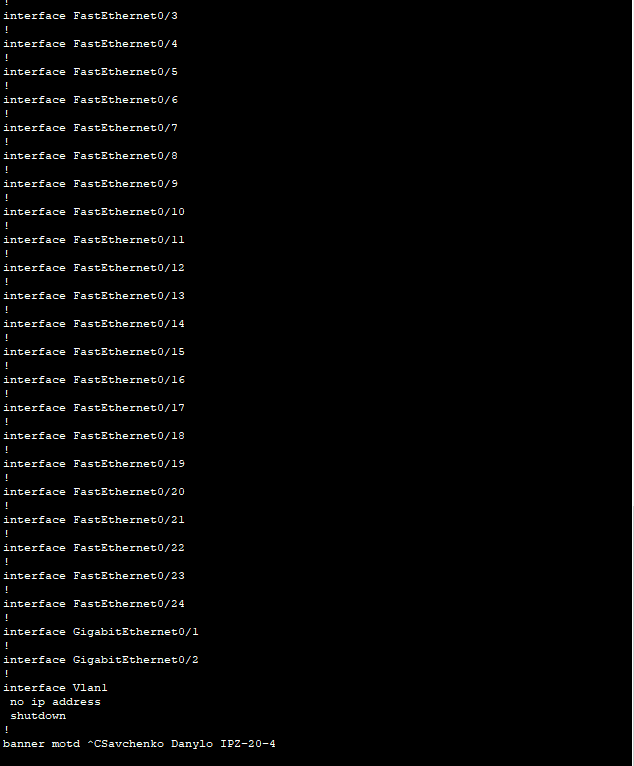 !
interface FastEthernet0/3
!
interface FastEthernet0/4
!
interface FastEthernet0/5
!
interface FastEthernet0/6
!
interface FastEthernet0/7
!
interface FastEthernet0/8
!
interface FastEthernet0/9
!
interface FastEthernet0/10
!
interface FastEthernet0/11
!
interface FastEthernet0/12
!
interface FastEthernet0/13
!
interface FastEthernet0/14
!
interface FastEthernet0/15
!
interface FastEthernet0/16
!
interface FastEthernet0/17
!
interface FastEthernet0/18
!
interface FastEthernet0/19
!
interface FastEthernet0/20
!
interface FastEthernet0/21
!
interface FastEthernet0/22
!
interface FastEthernet0/23
!
interface FastEthernet0/24
!
interface GigabitEthernet0/1
!
interface GigabitEthernet0/2
!
interface Vlan1
 no ip address
 shutdown
!
banner motd ^CSavchenko Danylo IPZ-20-4